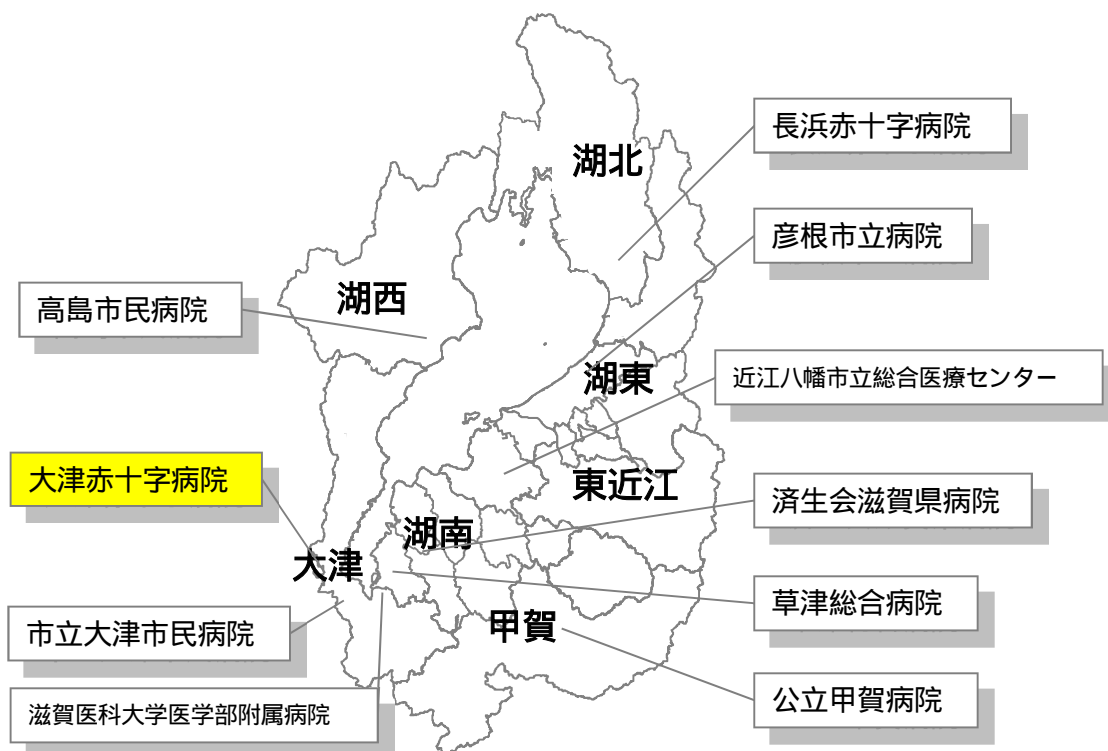 長浜赤十字病院
湖北
彦根市立病院
湖西
高島市民病院
湖東
近江八幡市立総合医療センター
大津赤十字病院
東近江
済生会滋賀県病院
湖南
大津
草津総合病院
市立大津市民病院
甲賀
公立甲賀病院
滋賀医科大学医学部附属病院